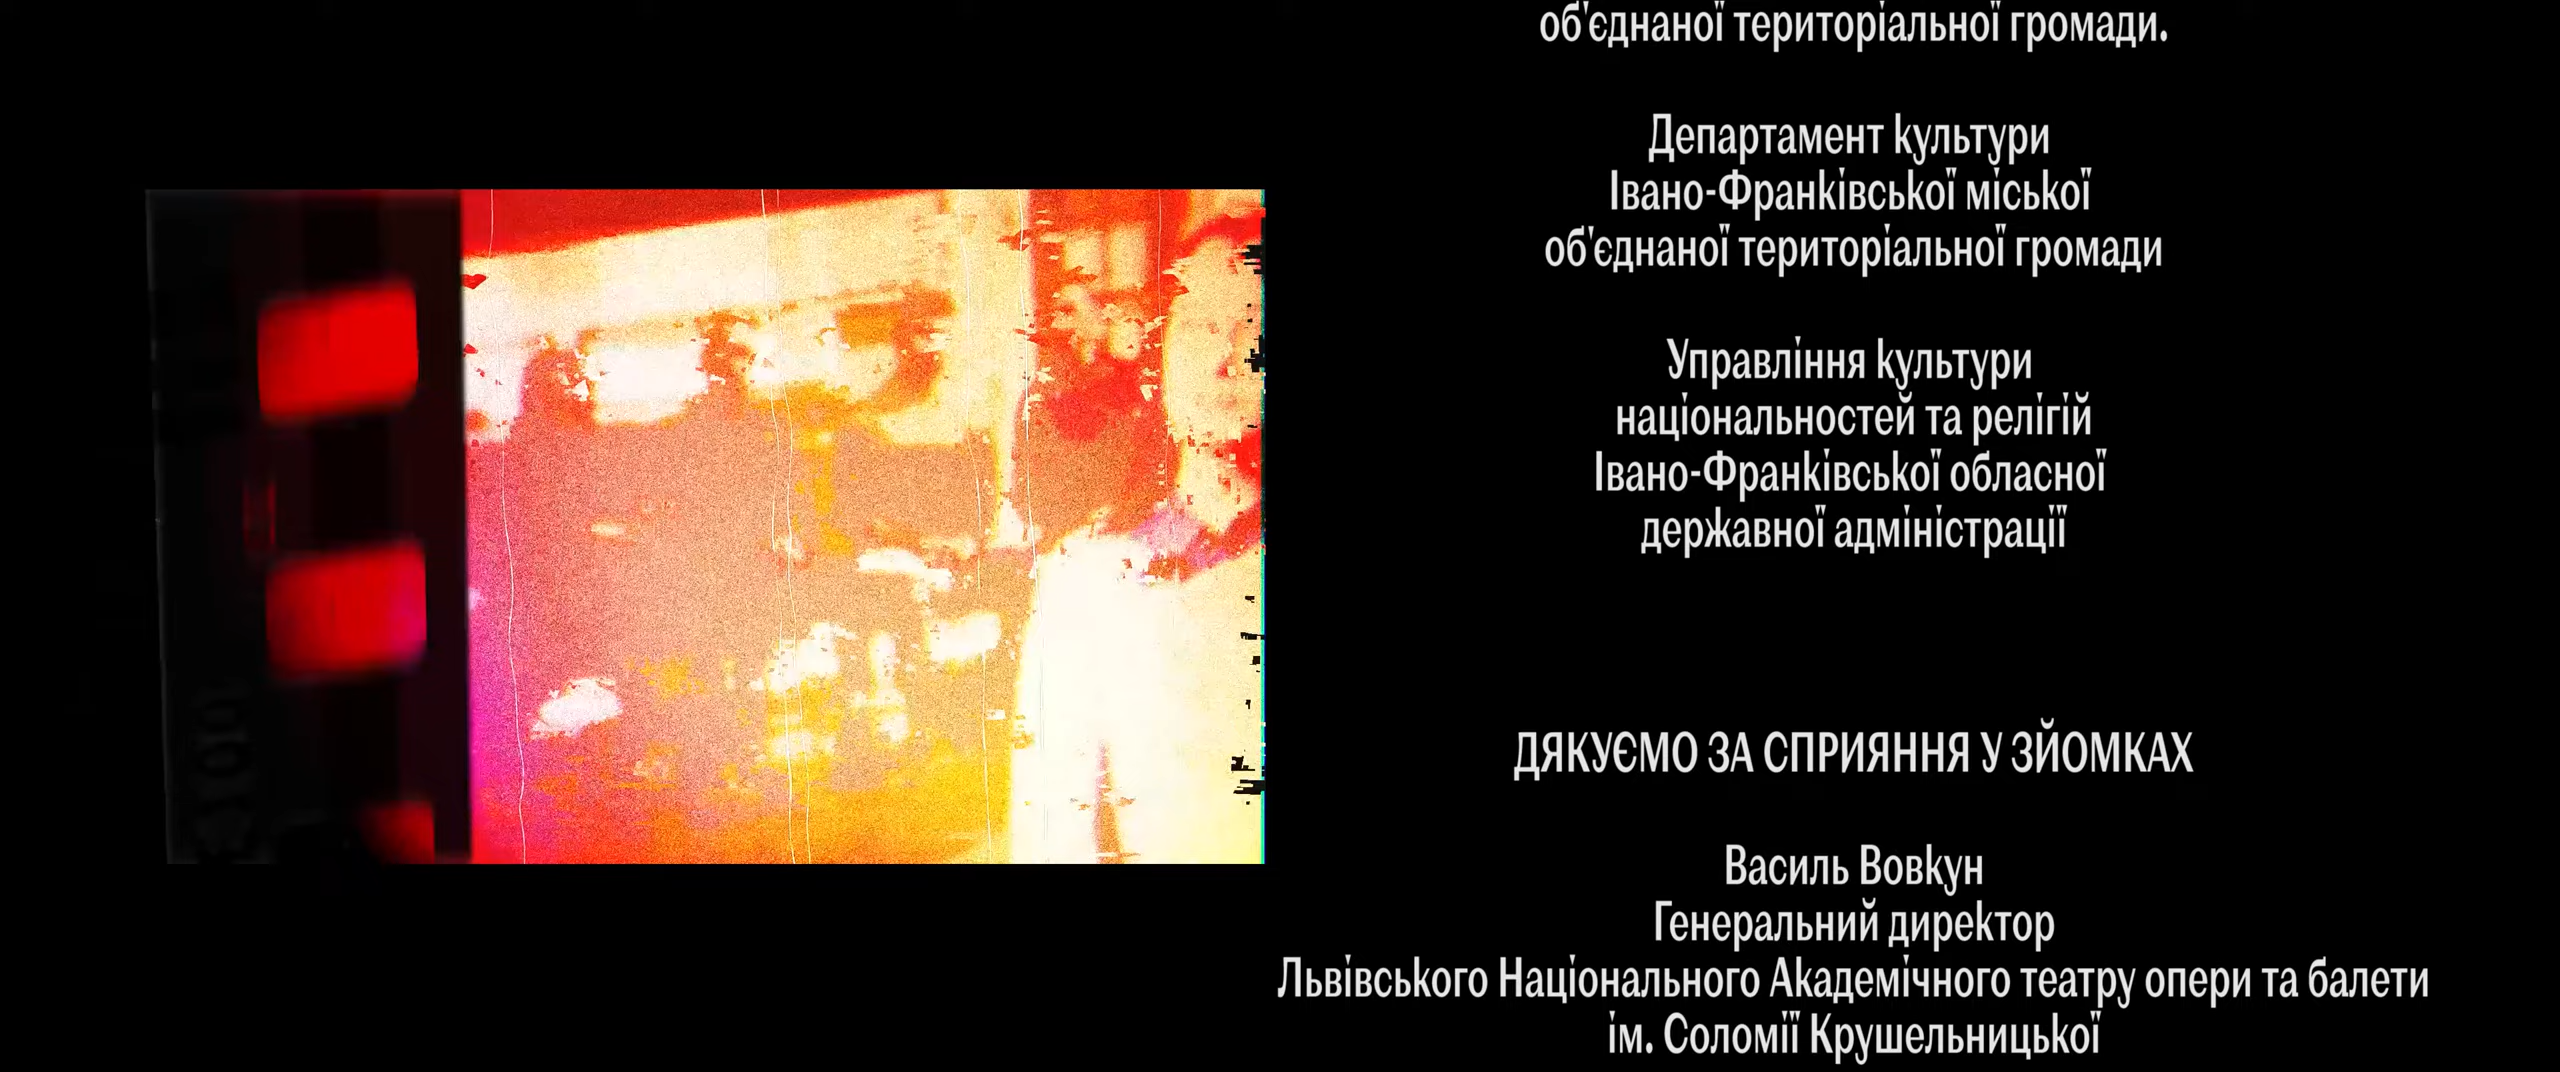 об'єднаної територіальної громади.
Департамент культури
Івано-Франківської міської
об'єднаної територіальної громади
Управління культури
національностей та релігій
Івано-Франківської обласної
державної адміністрації
ДЯКУЄМО ЗА СПРИЯННЯ У ЗЙОМКАХ
Василь Вовкун
Генеральний директор
Львівського Національного Академічного театру опери та балети
ім. Соломії Крушельницької